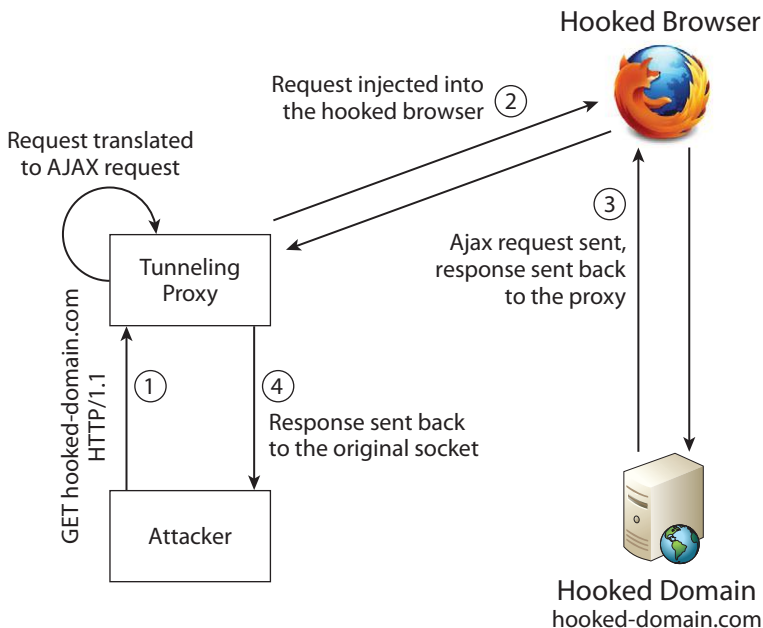 Hooked Browser
Request injected into
the hooked browser
2
Request translated
to AJAX request
3
Ajax request sent,
response sent back
to the proxy
Tunneling
Proxy
GET hooked-domain.com
HTTP/1.1
1
4
Response sent back
to the original socket
Attacker
Hooked Domain
hooked-domain.com